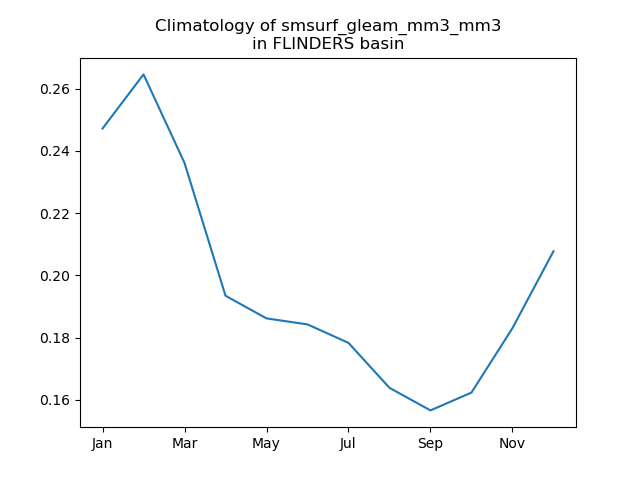 Climatology of smsurf_gleam_mm3_mm3
in FLINDERS basin
0.26
0.24
0.22
0.20
0.18
0.16
Jan Mar May Jul Sep Nov